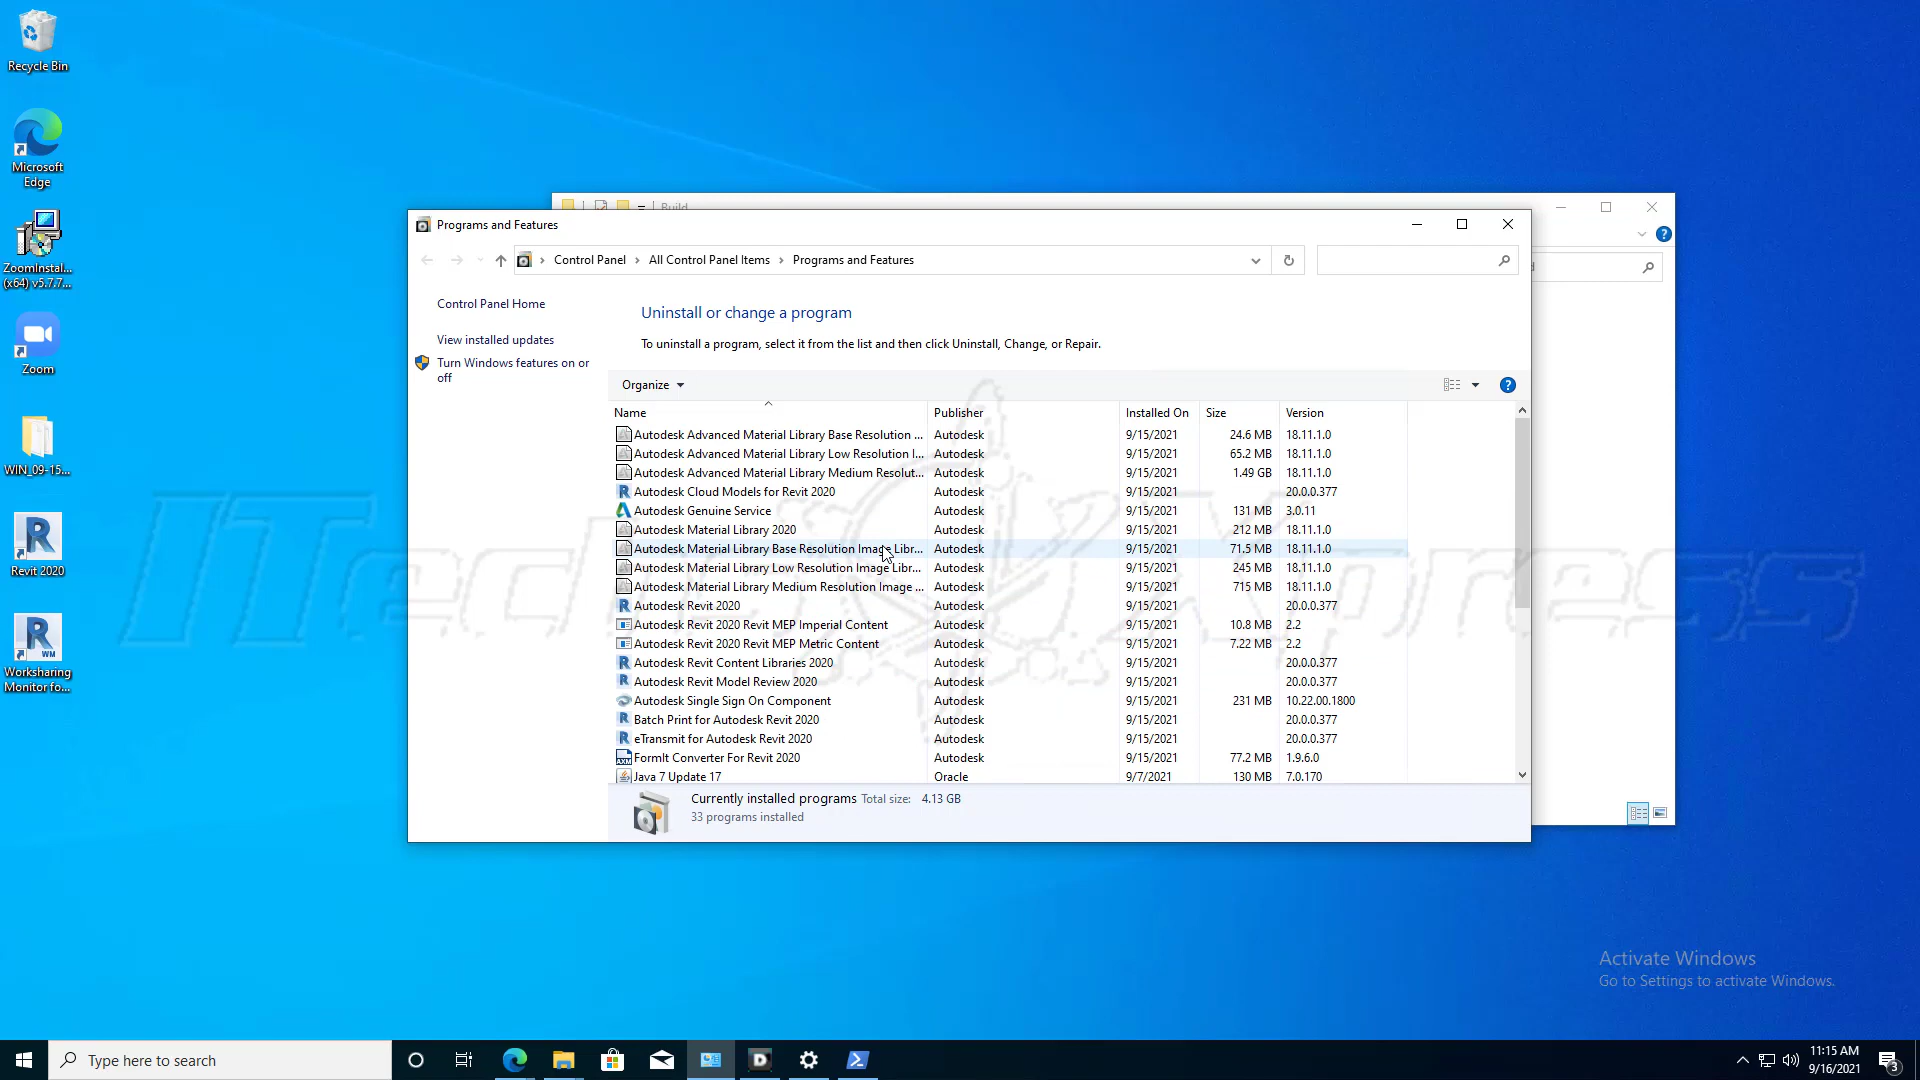 Recycle Bin
Microsoft
Edge
ZoomInstal...
(x64) v5.7.7...
Zoom
WIN_09-15...
Revit 2020
Worksharing
Monitor fo...
Build
Programs and Features
Control Panel › All Control Panel Items › Programs and Features
Control Panel Home
View installed updates
Turn Windows features on or
off
Uninstall or change a program
To uninstall a program, select it from the list and then click Uninstall, Change, or Repair.
Organize
Name Publisher Installed On Size Version
Autodesk Advanced Material Library Base Resolution ... Autodesk 9/15/2021 24.6 MB 18.11.1.0
Autodesk Advanced Material Library Low Resolution I... Autodesk 9/15/2021 65.2 MB 18.11.1.0
Autodesk Advanced Material Library Medium Resolut... Autodesk 9/15/2021 1.49 GB 18.11.1.0
Autodesk Cloud Models for Revit 2020 Autodesk 9/15/2021 20.0.0.377
Autodesk Genuine Service Autodesk 9/15/2021 131 MB 3.0.11
Autodesk Material Library 2020 Autodesk 9/15/2021 212 MB 18.11.1.0
Autodesk Material Library Base Resolution Image Libr... Autodesk 9/15/2021 71.5 MB 18.11.1.0
Autodesk Material Library Low Resolution Image Libr... Autodesk 9/15/2021 245 MB 18.11.1.0
Autodesk Material Library Medium Resolution Image ... Autodesk 9/15/2021 715 MB 18.11.1.0
Autodesk Revit 2020 Autodesk 9/15/2021 20.0.0.377
Autodesk Revit 2020 Revit MEP Imperial Content Autodesk 9/15/2021 10.8 MB 2.2
Autodesk Revit 2020 Revit MEP Metric Content Autodesk 9/15/2021 7.22 MB 2.2
Autodesk Revit Content Libraries 2020 Autodesk 9/15/2021 20.0.0.377
Autodesk Revit Model Review 2020 Autodesk 9/15/2021 20.0.0.377
Autodesk Single Sign On Component Autodesk 9/15/2021 231 MB 10.22.00.1800
Batch Print for Autodesk Revit 2020 Autodesk 9/15/2021 20.0.0.377
eTransmit for Autodesk Revit 2020 Autodesk 9/15/2021 20.0.0.377
FormIt Converter For Revit 2020 Autodesk 9/15/2021 77.2 MB 1.9.6.0
Java 7 Update 17 Oracle 9/7/2021 130 MB 7.0.170
Currently installed programs Total size: 4.13 GB
33 programs installed
Activate Windows
Go to Settings to activate Windows.
Type here to search
11:15 AM
9/16/2021
3